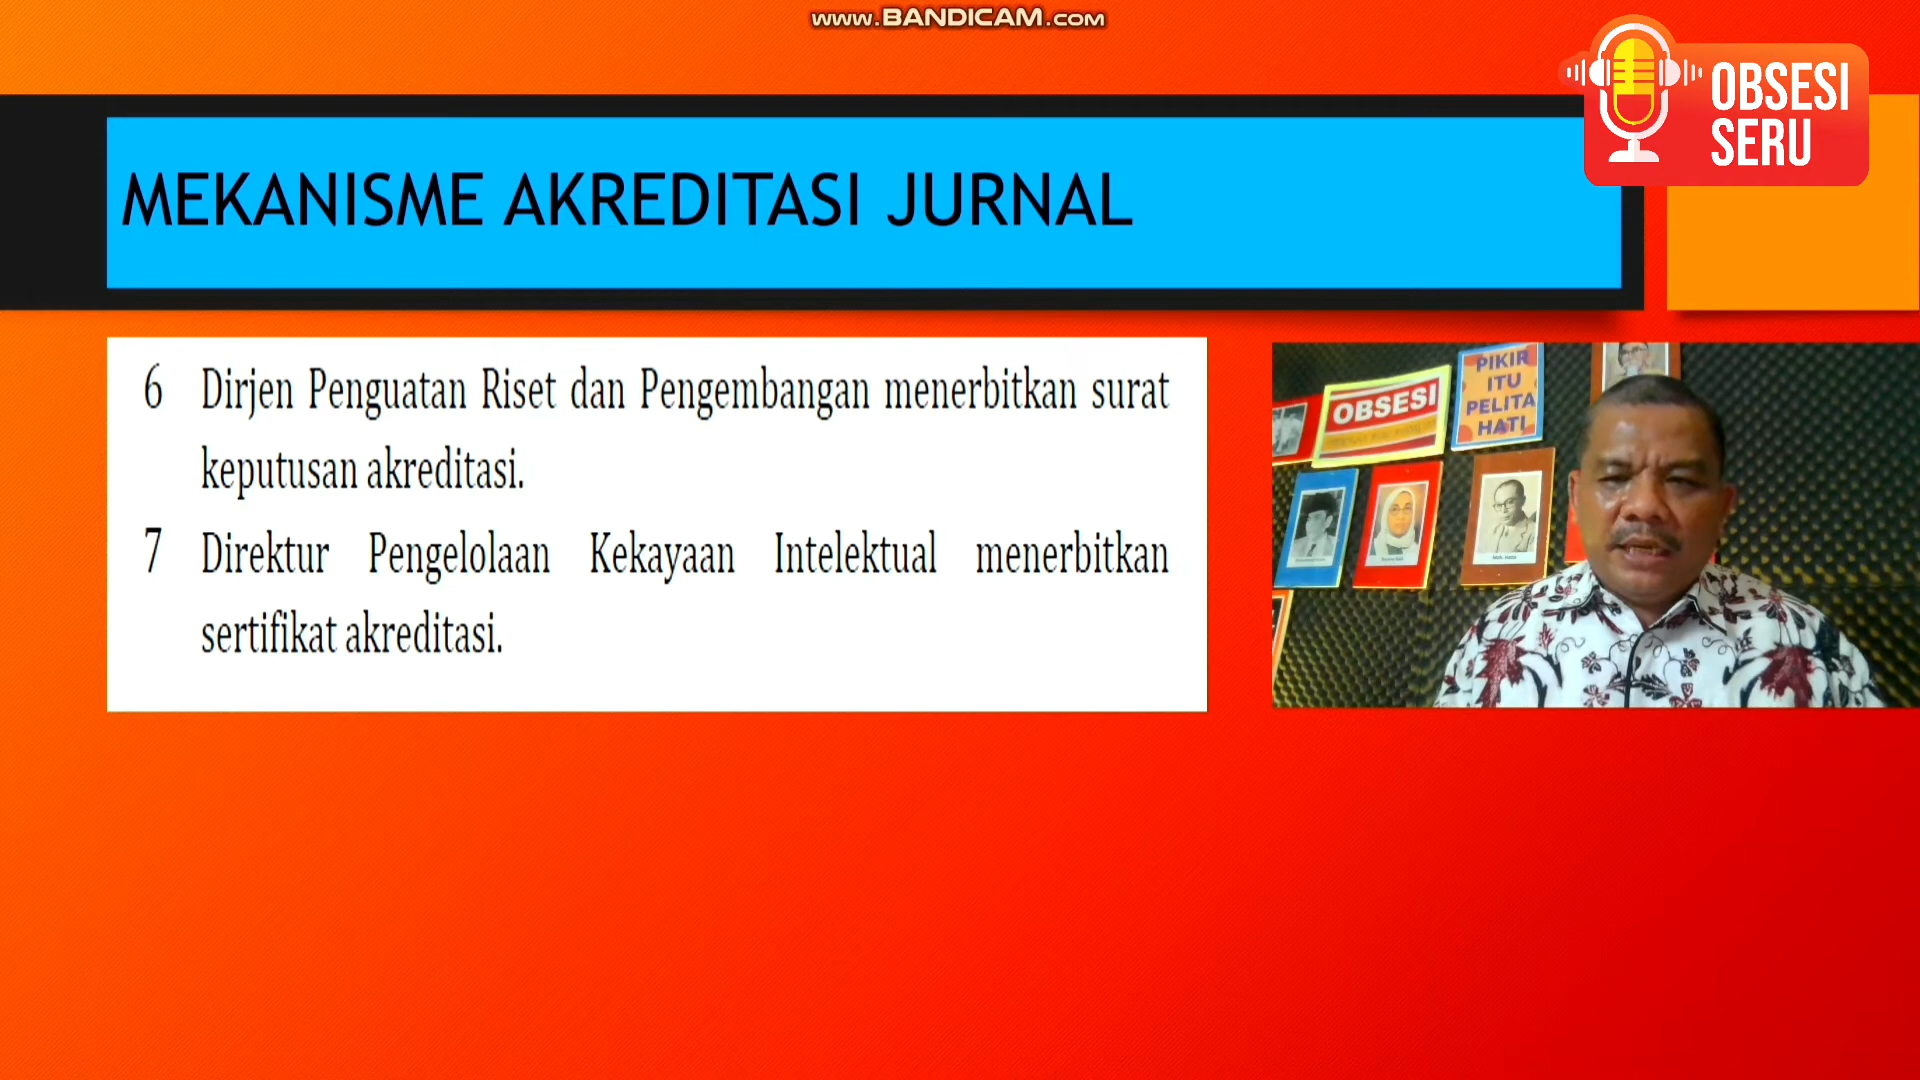 www.BANDICAM.com
OBSESI
SERU
MEKANISME AKREDITASI JURNAL
6 Dirjen Penguatan Riset dan Pengembangan menerbitkan surat
keputusan akreditasi.
7 Direktur Pengelolaan Kekayaan Intelektual menerbitkan
sertifikat akreditasi.
OBSESI
PIKIR
ITU
PELITA
HATI